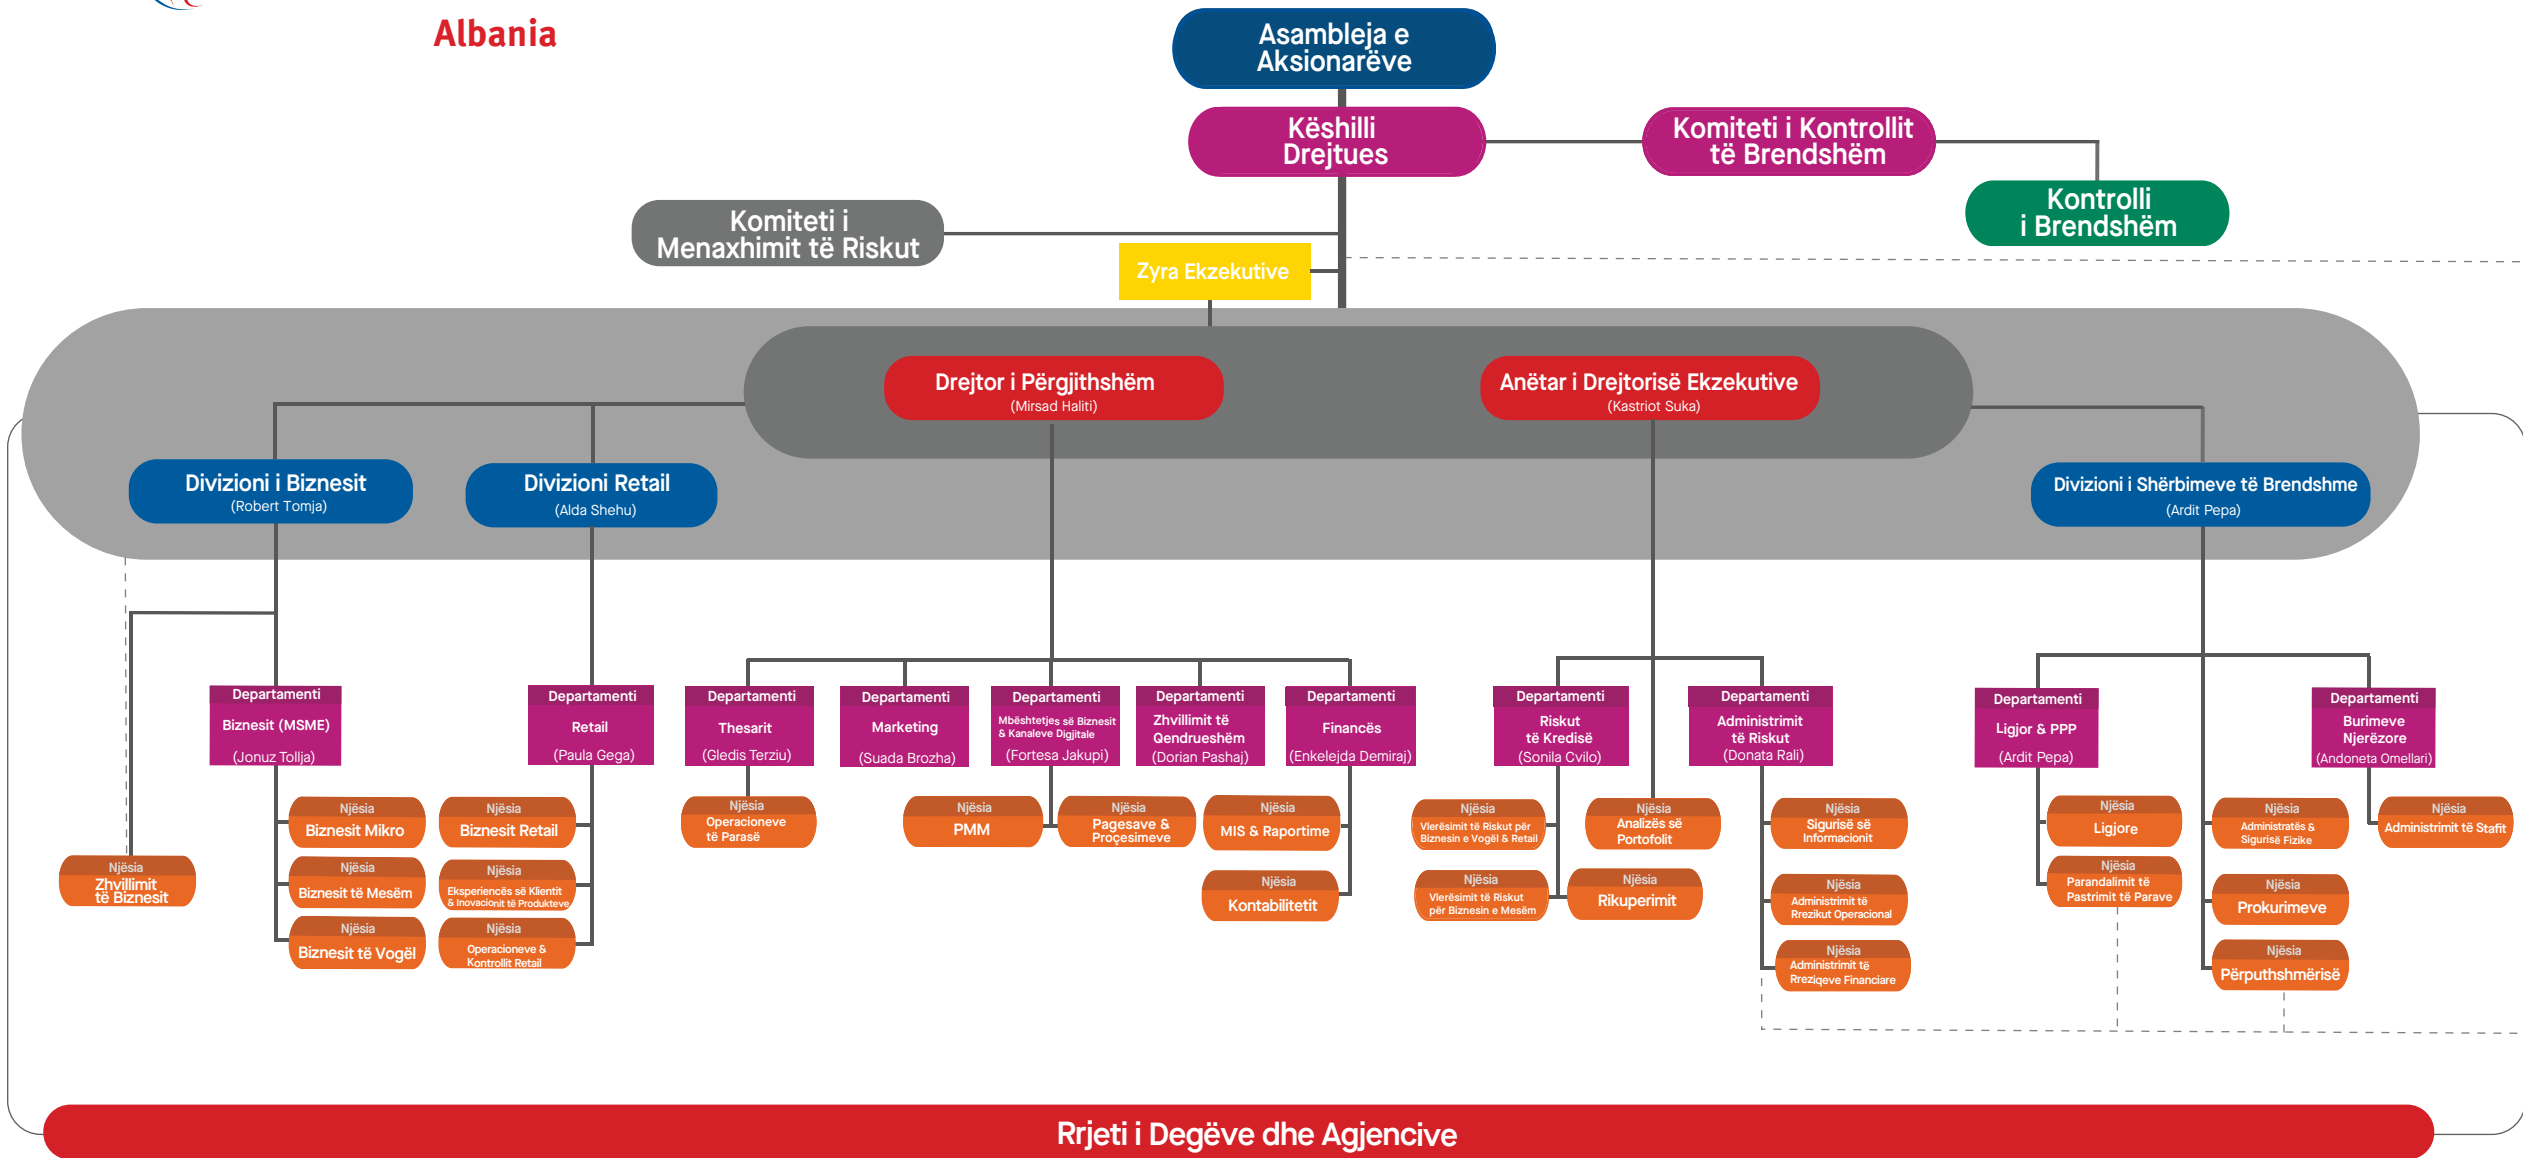 Albania
Asambleja e
Aksionarëve
Këshilli
Drejtues
Komiteti i Kontrollit
të Brendshëm
Kontrolli
i Brendshëm
Komiteti i
Menaxhimit të Riskut
Zyra Ekzekutive
Drejtor i Përgjithshëm
(Mirsad Haliti)
Anëtar i Drejtorisë Ekzekutive
(Kastriot Suka)
Divizioni i Biznesit
(Robert Tomja)
Divizioni Retail
(Alda Shehu)
Divizioni i Shërbimeve të Brendshme
(Ardit Pepa)
Departamenti
Biznesit (MSME)
(Jonuz Tollja)
Departamenti
Retail
(Paula Gega)
Departamenti
Thesarit
(Gledis Terziu)
Departamenti
Marketing
(Suada Brozha)
Departamenti
Mbështetjes së Biznesit
& Kanaleve Digjitale
(Fortesa Jakupi)
Departamenti
Zhvillimit të
Qendrueshëm
(Dorian Pashaj)
Departamenti
Financës
(Enkelejda Demiraj)
Departamenti
Riskut
të Kredisë
(Sonila Cvilo)
Departamenti
Administrimit
të Riskut
(Donata Rali)
Departamenti
Ligjor & PPP
(Ardit Pepa)
Departamenti
Burimeve
Njerëzore
(Andoneta Omellari)
Njësia
Zhvillimit
të Biznesit
Njësia
Biznesit Mikro
Njësia
Biznesit të Mesëm
Njësia
Biznesit të Vogël
Njësia
Biznesit Retail
Njësia
Eksperiencës së Klientit
& Inovacionit të Produkteve
Njësia
Operacioneve &
Kontrollit Retail
Njësia
Operacioneve
të Parasë
Njësia
PMM
Njësia
Pagesave &
Proçesimeve
Njësia
MIS & Raportime
Njësia
Kontabilitetit
Njësia
Vlerësimit të Riskut për
Biznesin e Vogël & Retail
Njësia
Vlerësimit të Riskut
për Biznesin e Mesëm
Njësia
Analizës së
Portofolit
Njësia
Rikuperimit
Njësia
Sigurisë së
Informacionit
Njësia
Administrimit të
Rrezikut Operacional
Njësia
Administrimit të
Rreziqeve Financiare
Njësia
Ligjore
Njësia
Parandalimit të
Pastrimit të Parave
Njësia
Administratës &
Sigurisë Fizike
Njësia
Prokurimeve
Njësia
Përputhshmërisë
Njësia
Administrimit të Stafit
Rrjeti i Degëve dhe Agjencive